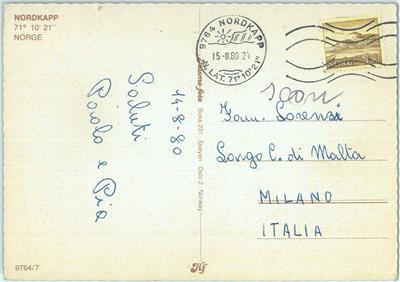 NORDKAPP
71° 10' 21"
NORGE
14-8-80
Saluti
Paolo e Pia
9764/7
9764 NORDKAPP
15-8.80
N. LAT. 71°10'21"
NORGE
Boks 231 Skøyen Oslo 2 Norway
Fam. Lorenzi
Longo C. di Malta
MILANO
ITALIA